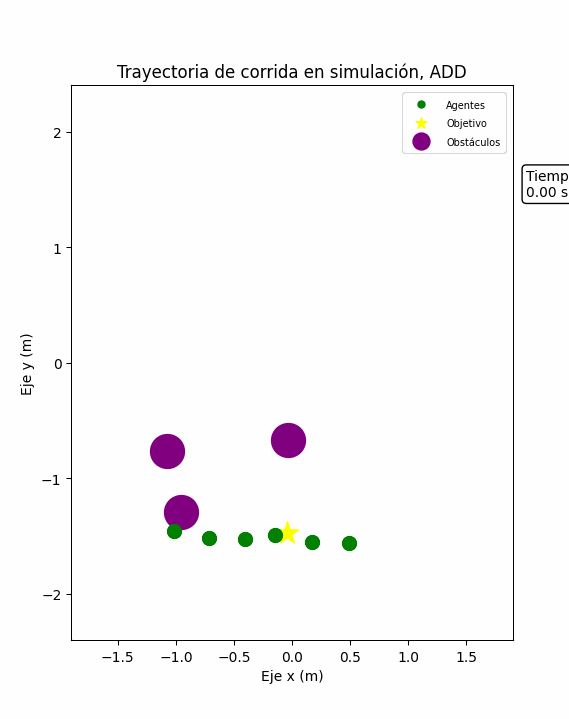 Trayectoria de corrida en simulación, ADD
Agentes
Objetivo
Obstáculos
Tiemp
0.00 s
2
1
0
−1
−2
Eje y (m)
−1.5 −1.0 −0.5 0.0 0.5 1.0 1.5
Eje x (m)